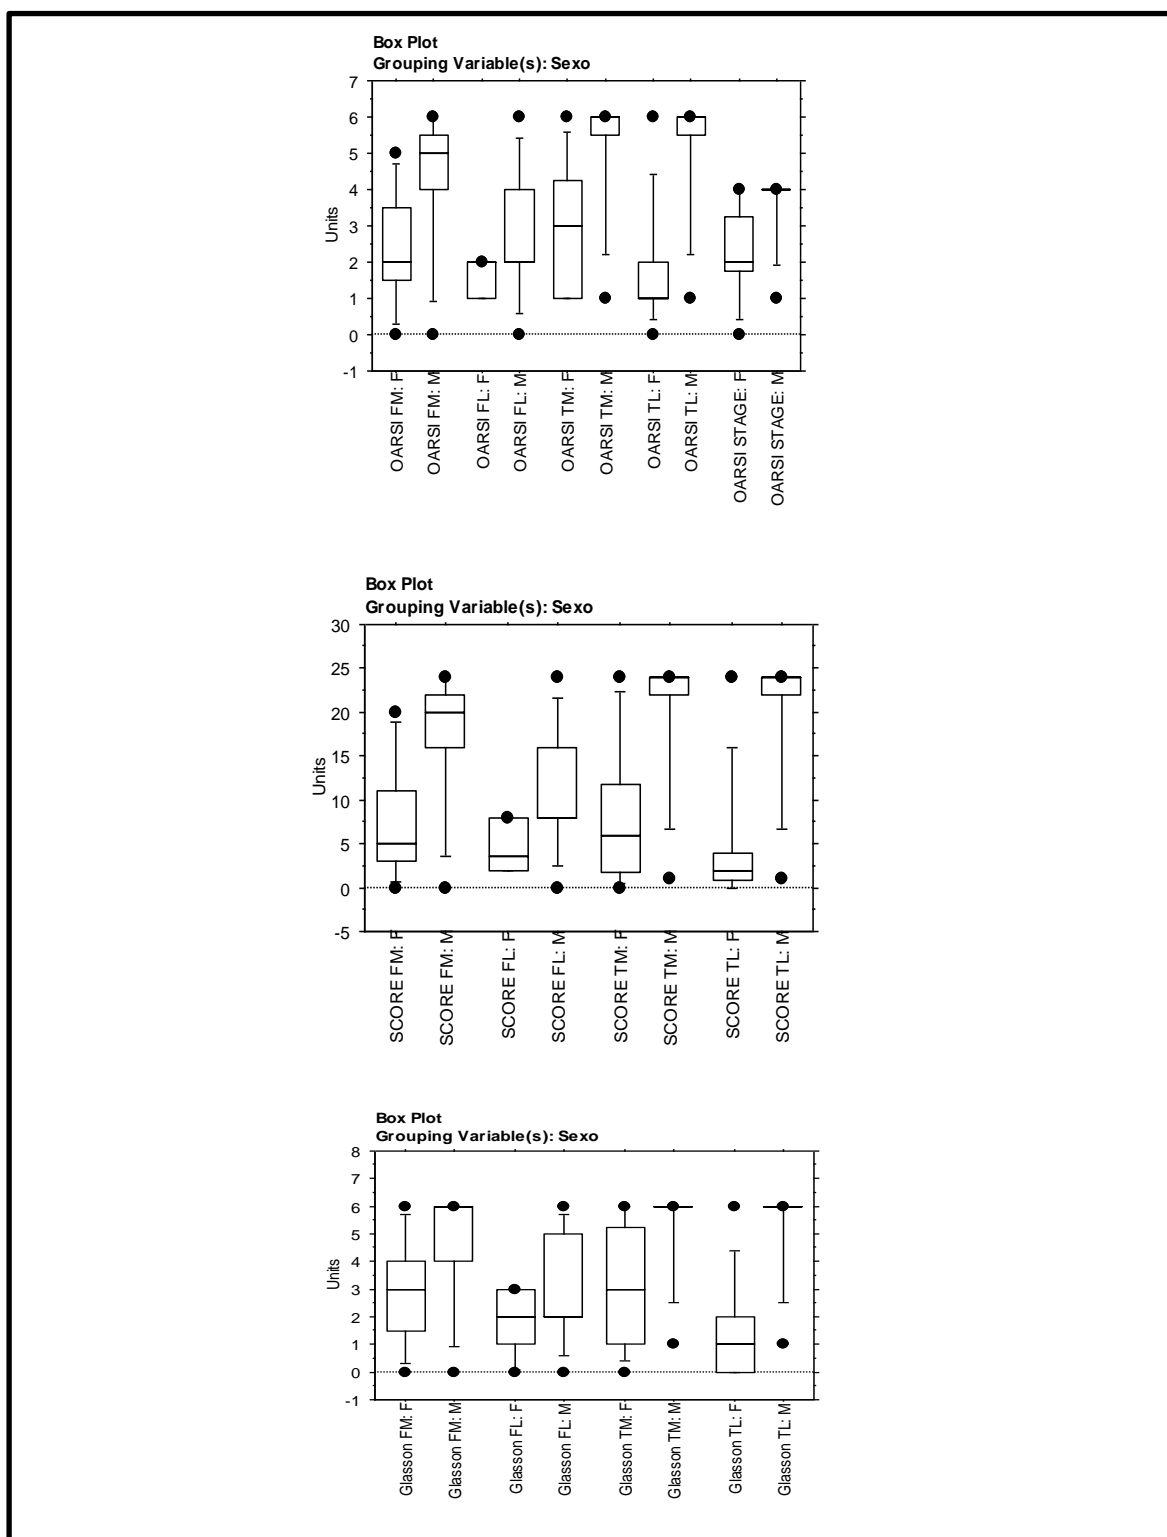 Box Plot
Grouping Variable(s): Sexo
7
6
5
4
3
2
1
0
-1
Units
OARSI FM: F
OARSI FM: M
OARSI FL: F
OARSI FL: M
OARSI TM: F
OARSI TM: M
OARSI TL: F
OARSI TL: M
OARSI STAGE: F
OARSI STAGE: M
Box Plot
Grouping Variable(s): Sexo
30
25
20
15
10
5
0
-5
Units
SCORE FM: F
SCORE FM: M
SCORE FL: F
SCORE FL: M
SCORE TM: F
SCORE TM: M
SCORE TL: F
SCORE TL: M
Box Plot
Grouping Variable(s): Sexo
8
7
6
5
4
3
2
1
0
-1
Units
Glasson FM: F
Glasson FM: M
Glasson FL: F
Glasson FL: M
Glasson TM: F
Glasson TM: M
Glasson TL: F
Glasson TL: M